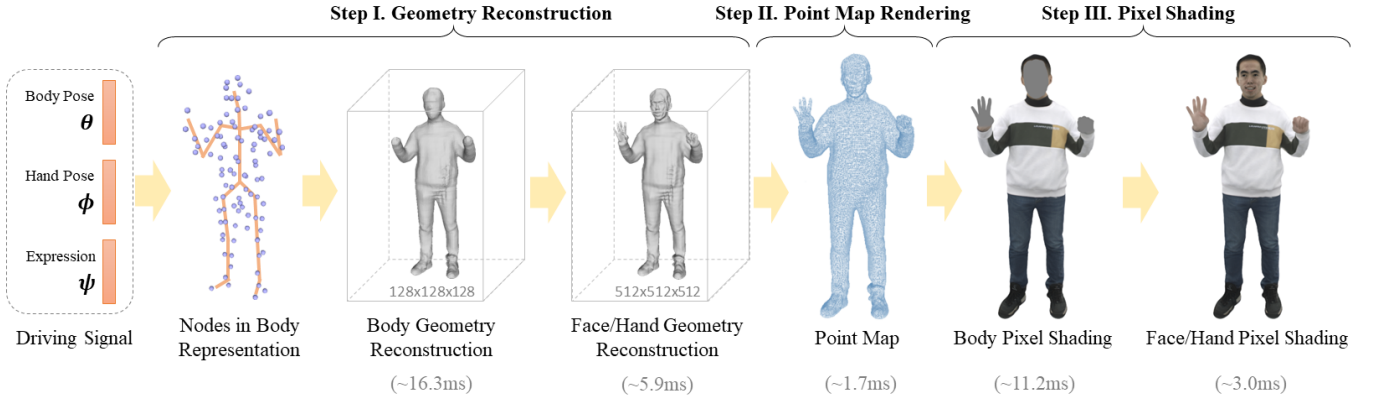 Step I. Geometry Reconstruction
Step II. Point Map Rendering
Step III. Pixel Shading
Body Pose
θ
Hand Pose
ϕ
Expression
ψ
128x128x128
512x512x512
Driving Signal
Nodes in Body
Representation
Body Geometry
Reconstruction
(~16.3ms)
Face/Hand Geometry
Reconstruction
(~5.9ms)
Point Map
(~1.7ms)
Body Pixel Shading
(~11.2ms)
Face/Hand Pixel Shading
(~3.0ms)